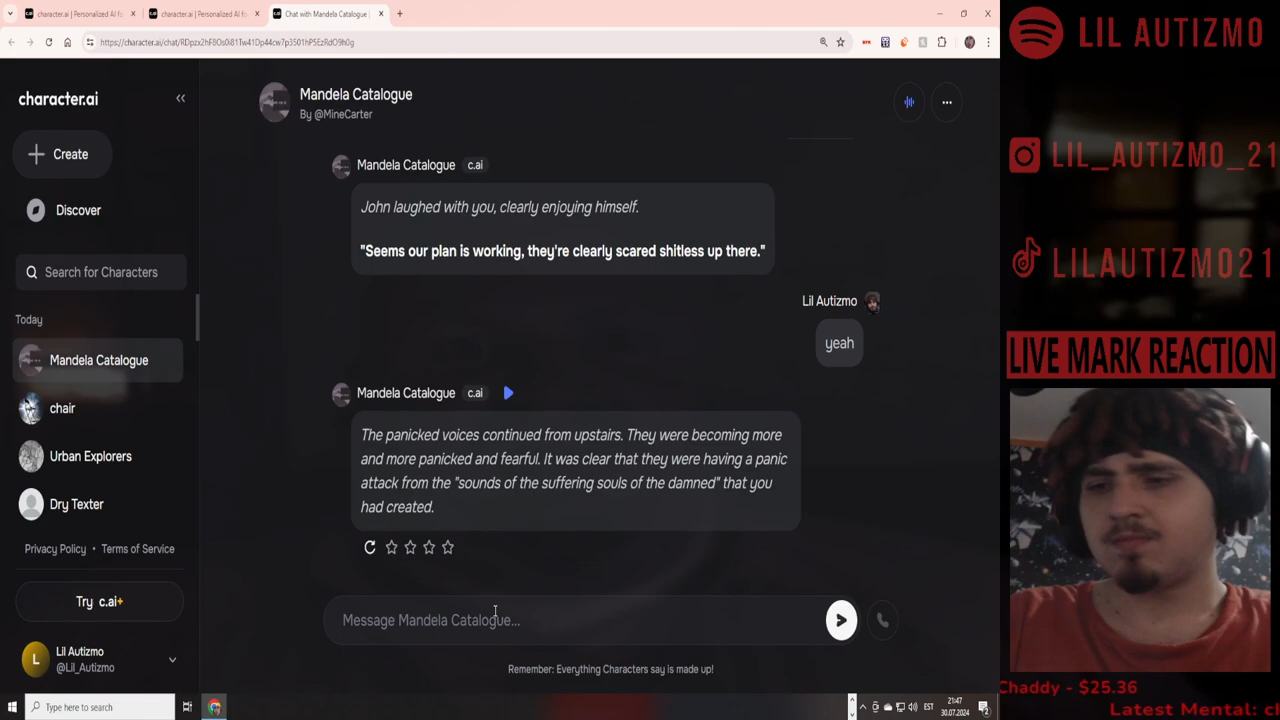 character.ai | Personalized AI fo
character.ai | Personalized AI fo
Chat with Mandela Catalogue |
LIL AUTIZMO
character.ai
Mandela Catalogue
By @MineCarter
Create
Discover
Search for Characters
Today
Mandela Catalogue
chair
Urban Explorers
Dry Texter
Privacy Policy • Terms of Service
Try c.ai+
L
Lil Autizmo
@Lil_Autizmo
Mandela Catalogue c.ai
John laughed with you, clearly enjoying himself.
"Seems our plan is working, they're clearly scared shitless up there."
Lil Autizmo
yeah
Mandela Catalogue c.ai
The panicked voices continued from upstairs. They were becoming more
and more panicked and fearful. It was clear that they were having a panic
attack from the "sounds of the suffering souls of the damned" that you
had created.
Message Mandela Catalogue...
Remember: Everything Characters say is made up!
LIL_AUTIZMO_21
LILAUTIZMO21
LIVE MARK REACTION
Chaddy - $25.36
Latest Mental: cl
Type here to search
EST
21:47
30.07.2024